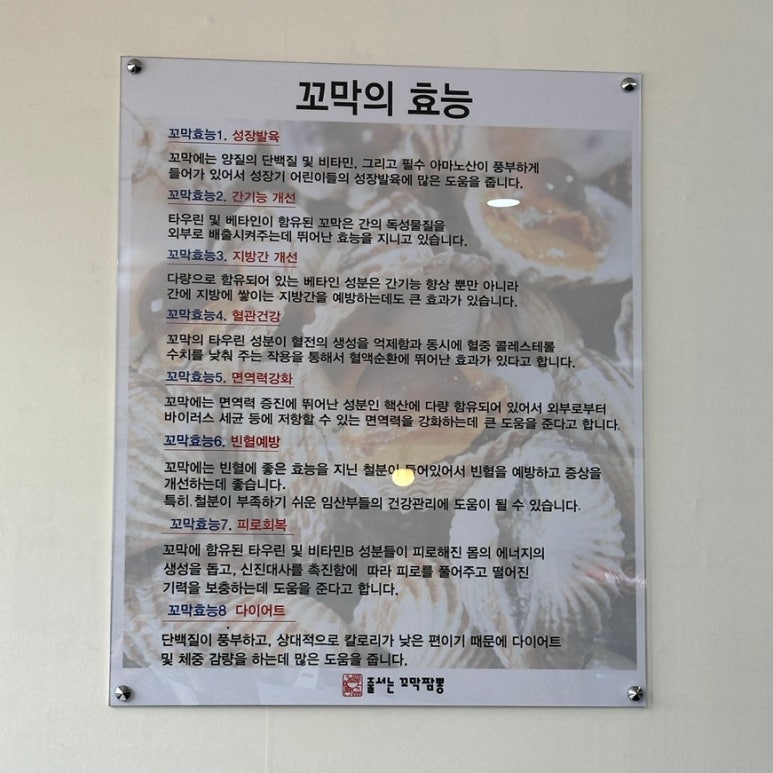 꼬막의 효능
꼬막효능1. 성장발육
꼬막에는 양질의 단백질 및 비타민, 그리고 필수 아마노산이 풍부하게
들어가 있어서 성장기 어린이들의 성장발육에 많은 도움을 줍니다.
꼬막효능2. 간기능 개선
타우린 및 베타인이 함유된 꼬막은 간의 독성물질을
외부로 배출시켜주는데 뛰어난 효능을 지니고 있습니다.
꼬막효능3. 지방간 개선
다량으로 함유되어 있는 베타인 성분은 간기능 향상 뿐만 아니라
간에 지방에 쌓이는 지방간을 예방하는데도 큰 효과가 있습니다.
꼬막효능4. 혈관건강
꼬막의 타우린 성분이 혈전의 생성을 억제함과 동시에 혈중 콜레스테롤
수치를 낮춰 주는 작용을 통해서 혈액순환에 뛰어난 효과가 있다고 합니다.
꼬막효능5. 면역력강화
꼬막에는 면역력 증진에 뛰어난 성분인 핵산에 다량 함유되어 있어서 외부로부터
바이러스 세균 등에 저항할 수 있는 면역력을 강화하는데 큰 도움을 준다고 합니다.
꼬막효능6. 빈혈예방
꼬막에는 빈혈에 좋은 효능을 지닌 철분이 들어있어서 빈혈을 예방하고 증상을
개선하는데 좋습니다.
특히. 철분이 부족하기 쉬운 임산부들의 건강관리에 도움이 될 수 있습니다.
꼬막효능7. 피로회복
꼬막에 함유된 타우린 및 비타민B 성분들이 피로해진 몸의 에너지의
생성을 돕고, 신진대사를 촉진함에 따라 피로를 풀어주고 떨어진
기력을 보충하는데 도움을 준다고 합니다.
꼬막효능8 다이어트
단백질이 풍부하고, 상대적으로 칼로리가 낮은 편이기 때문에 다이어트
및 체중 감량을 하는데 많은 도움을 줍니다.
줄서는 꼬막짬뽕